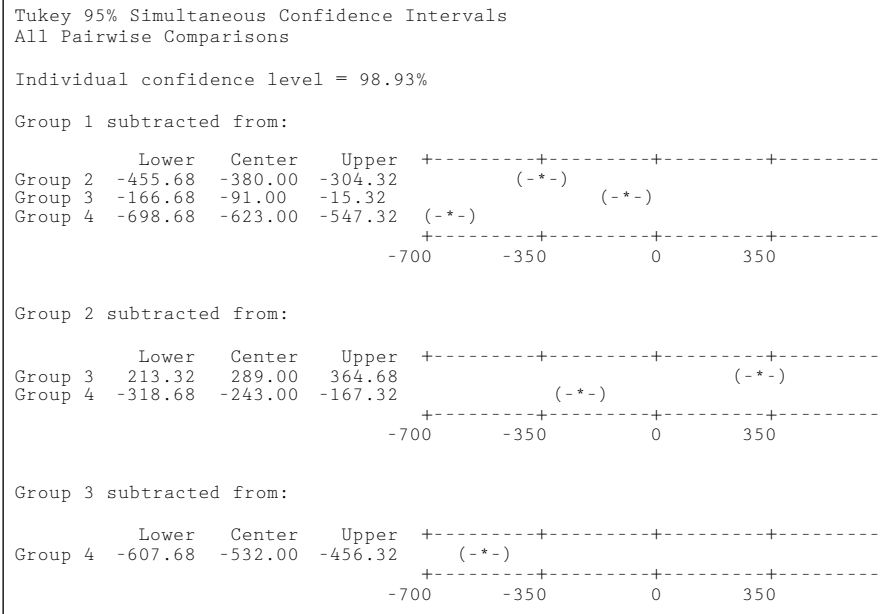 Tukey 95% Simultaneous Confidence Intervals
All Pairwise Comparisons
Individual confidence level = 98.93%
Group 1 subtracted from:
Lower Center Upper +---------+---------+---------+---------
Group 2 -455.68 -380.00 -304.32 (-*-)
Group 3 -166.68 -91.00 -15.32 (-*-)
Group 4 -698.68 -623.00 -547.32 (-*-)
+---------+---------+---------+---------
-700 -350 0 350
Group 2 subtracted from:
Lower Center Upper +---------+---------+---------+---------
Group 3 213.32 289.00 364.68 (-*-)
Group 4 -318.68 -243.00 -167.32 (-*-)
+---------+---------+---------+---------
-700 -350 0 350
Group 3 subtracted from:
Lower Center Upper +---------+---------+---------+---------
Group 4 -607.68 -532.00 -456.32 (-*-)
+---------+---------+---------+---------
-700 -350 0 350